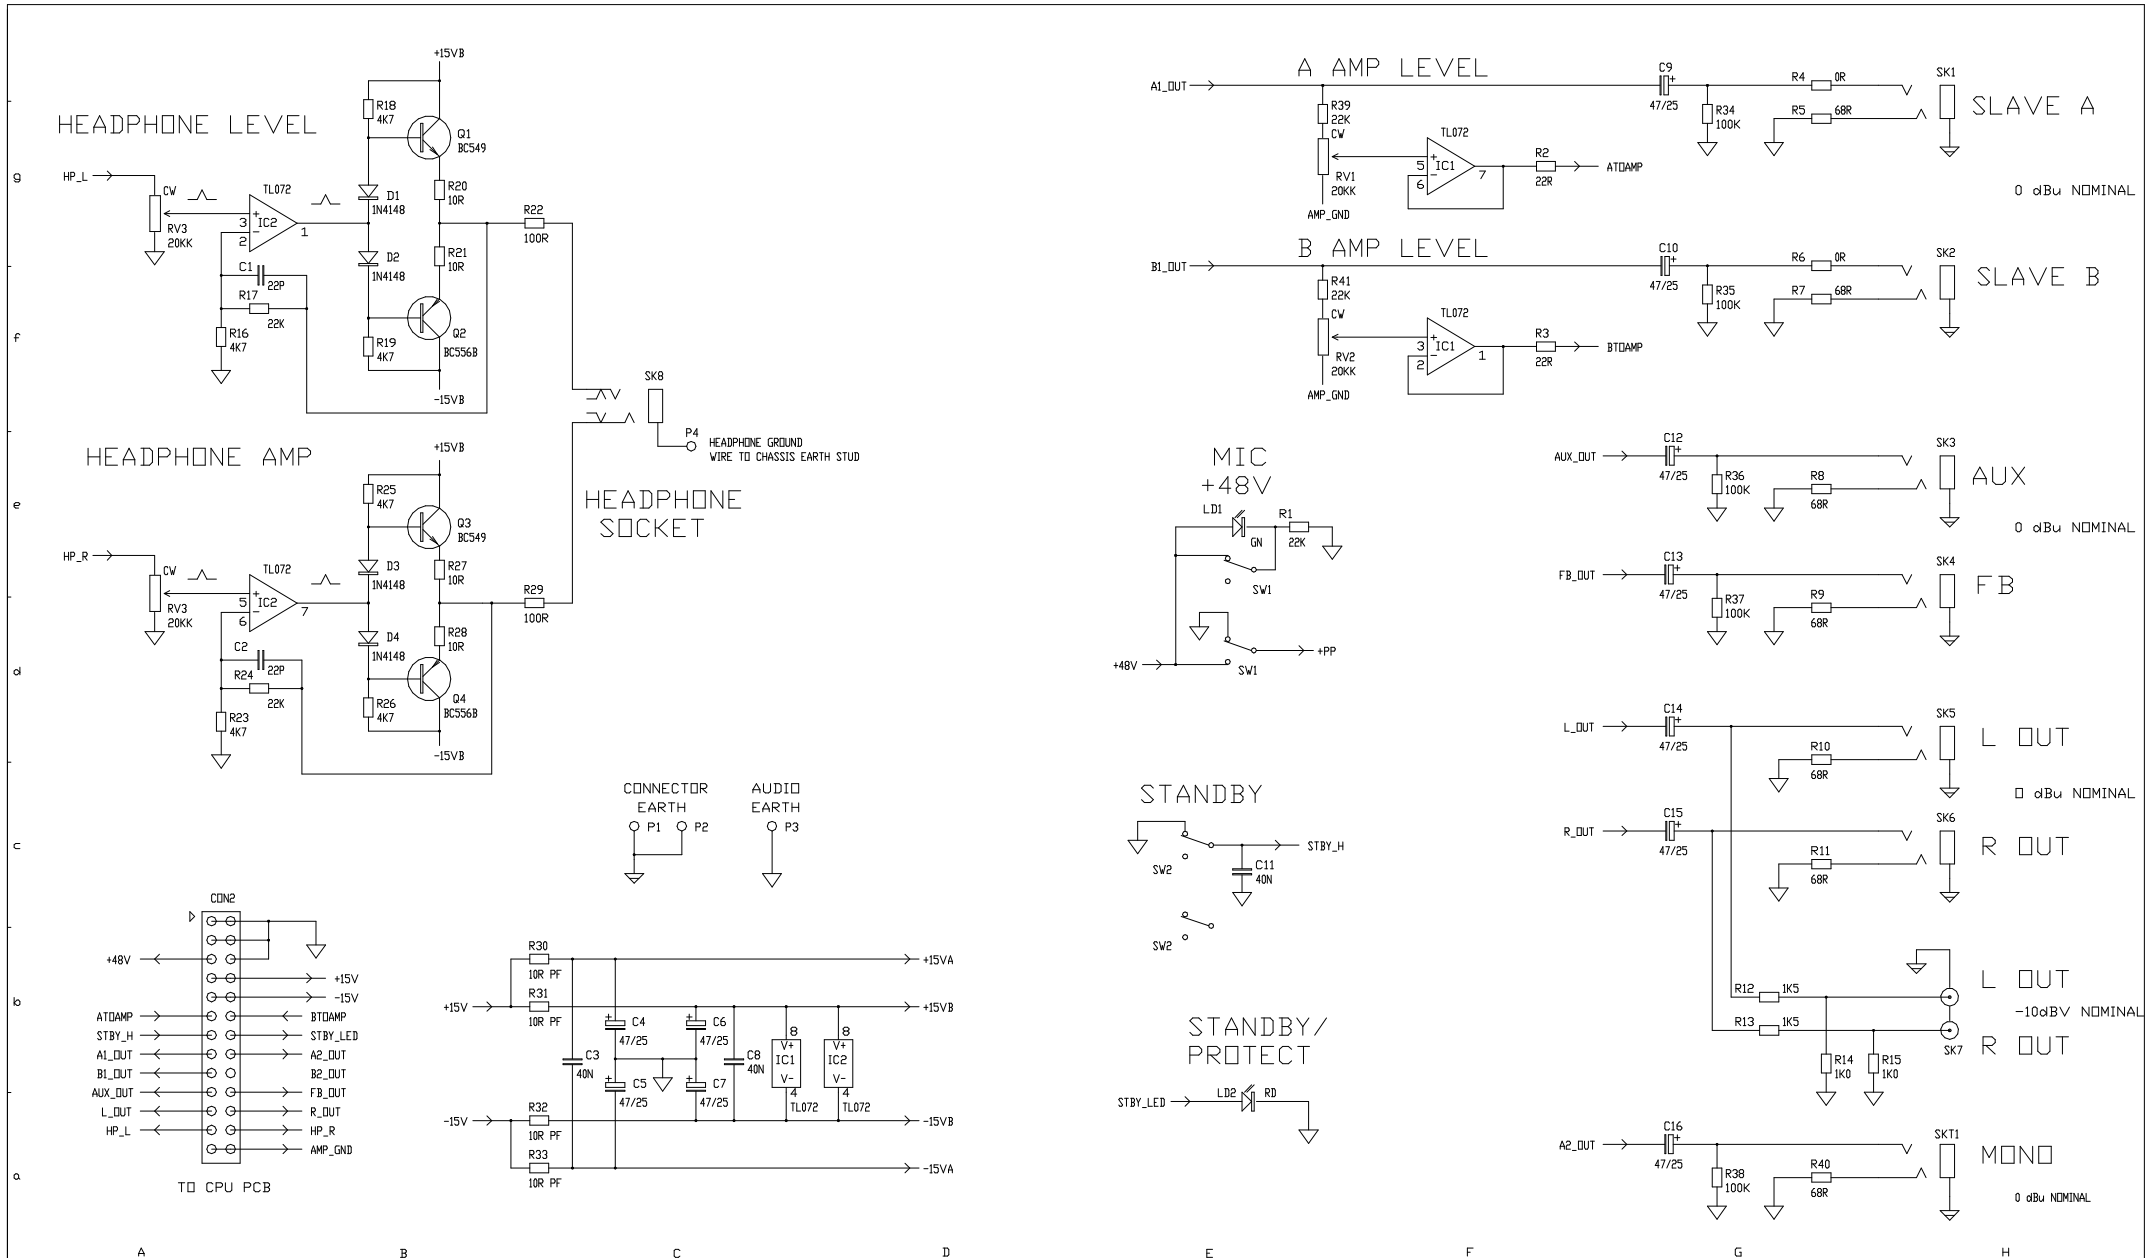 HEADPHONE LEVEL
+15VB
R18
4K7
Q1
BC549
HP_L
CW
RV3
20KK
TL072
3
2
IC2
1
+
-
D1
1N4148
R20
10R
R22
100R
D2
1N4148
R21
10R
C1
22P
R17
22K
R16
4K7
R19
4K7
Q2
BC556B
-15VB
SK8
P4
HEADPHONE GROUND
WIRE TO CHASSIS EARTH STUD
HEADPHONE AMP
+15VB
R25
4K7
Q3
BC549
HEADPHONE
SOCKET
HP_R
CW
RV3
20KK
TL072
5
6
IC2
7
+
-
D3
1N4148
R27
10R
R29
100R
D4
1N4148
R28
10R
C2
22P
R24
22K
R23
4K7
R26
4K7
Q4
BC556B
-15VB
CONNECTOR
EARTH
P1
P2
AUDIO
EARTH
P3
CON2
+48V
+15V
-15V
ATOAMP
BTOAMP
STBY_H
STBY_LED
A1_OUT
A2_OUT
B1_OUT
B2_OUT
AUX_OUT
FB_OUT
L_OUT
R_OUT
HP_L
HP_R
AMP_GND
TO CPU PCB
R30
10R PF
+15VA
+15V
R31
10R PF
+15VB
C4
47/25
C6
47/25
C3
40N
C8
40N
C5
47/25
C7
47/25
8
V+
IC1
V-
4
TL072
8
V+
IC2
V-
4
TL072
-15V
R32
10R PF
-15VB
R33
10R PF
-15VA
A AMP LEVEL
A1_OUT
R39
22K
CW
RV1
20KK
AMP_GND
TL072
5
6
IC1
7
+
-
R2
22R
ATOAMP
C9
47/25
R34
100K
R4
0R
R5
68R
SK1
SLAVE A
0 dBu NOMINAL
B AMP LEVEL
B1_OUT
R41
22K
CW
RV2
20KK
AMP_GND
TL072
3
2
IC1
1
+
-
R3
22R
BTOAMP
C10
47/25
R35
100K
R6
0R
R7
68R
SK2
SLAVE B
MIC
+48V
LD1
GN
R1
22K
SW1
+48V
SW1
+PP
AUX_OUT
C12
47/25
R36
100K
R8
68R
SK3
AUX
0 dBu NOMINAL
FB_OUT
C13
47/25
R37
100K
R9
68R
SK4
FB
STANDBY
SW2
STBY_H
C11
40N
SW2
L_OUT
C14
47/25
R10
68R
SK5
L OUT
0 dBu NOMINAL
R_OUT
C15
47/25
R11
68R
SK6
R OUT
STANDBY/
PROTECT
STBY_LED
LD2
RD
R12
1K5
L OUT
-10dBV NOMINAL
R13
1K5
SK7
R OUT
R14
1K0
R15
1K0
A2_OUT
C16
47/25
R38
100K
R40
68R
SKT1
MONO
0 dBu NOMINAL
g
f
e
d
c
b
a
A
B
C
D
E
F
G
H